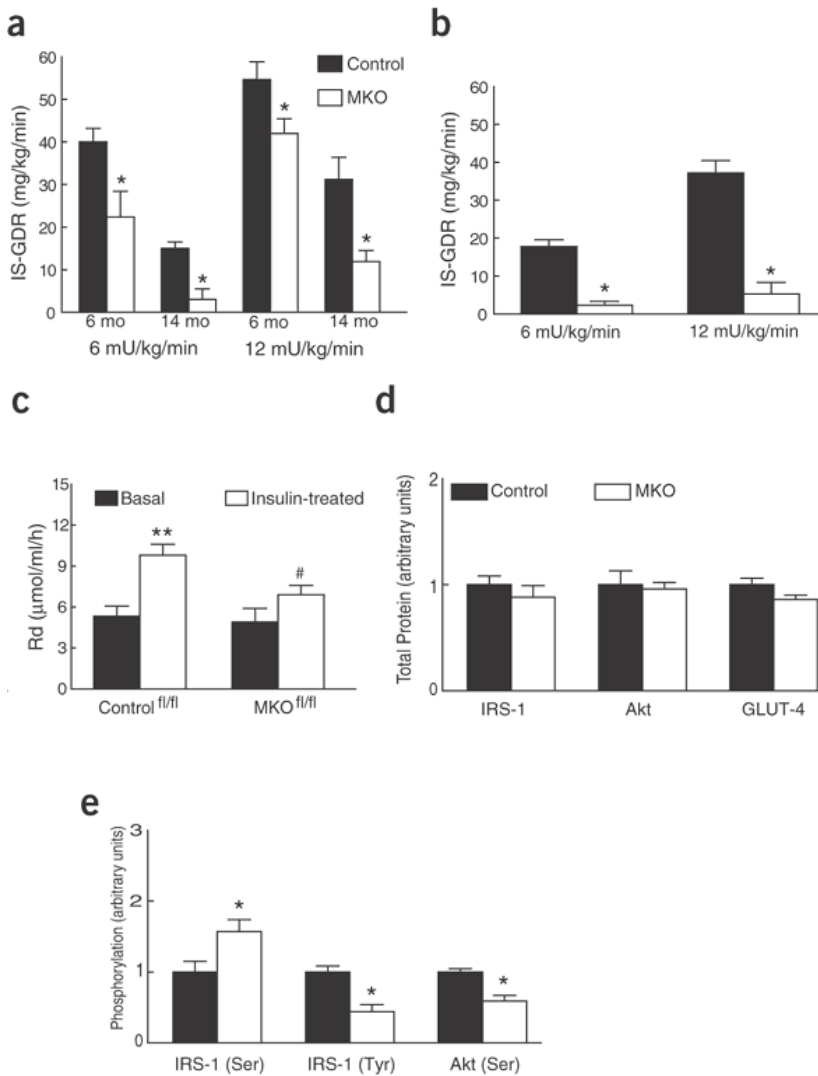 a
IS-GDR (mg/kg/min)
60
50
40
30
20
10
0
Control
MKO
*
*
*
*
6 mo 14 mo 6 mo 14 mo
6 mU/kg/min 12 mU/kg/min
b
IS-GDR (mg/kg/min)
60
50
40
30
20
10
0
*
*
6 mU/kg/min 12 mU/kg/min
c
Rd (μmol/ml/h)
15
12
9
6
3
0
Basal Insulin-treated
**
#
Control fl/fl MKO fl/fl
d
Total Protein (arbitrary units)
2
1
0
Control MKO
IRS-1 Akt GLUT-4
e
Phosphorylation (arbitrary units)
3
2
1
0
*
*
*
IRS-1 (Ser) IRS-1 (Tyr) Akt (Ser)